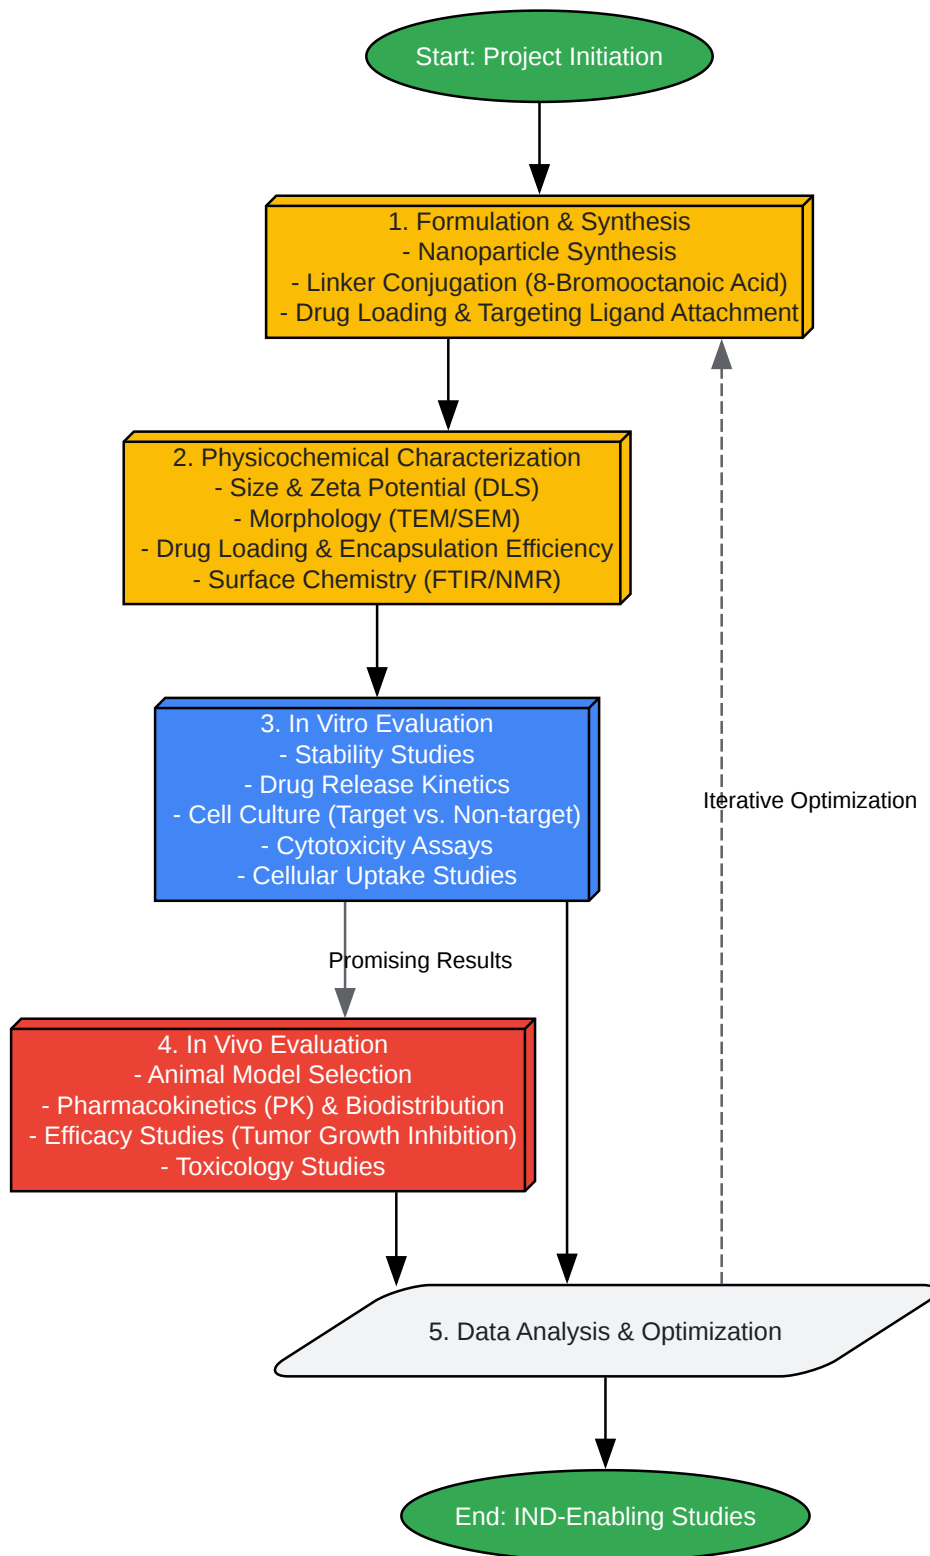 Start: Project Initiation
1. Formulation & Synthesis
- Nanoparticle Synthesis
- Linker Conjugation (8-Bromooctanoic Acid)
- Drug Loading & Targeting Ligand Attachment
2. Physicochemical Characterization
- Size & Zeta Potential (DLS)
- Morphology (TEM/SEM)
- Drug Loading & Encapsulation Efficiency
- Surface Chemistry (FTIR/NMR)
3. In Vitro Evaluation
- Stability Studies
- Drug Release Kinetics
- Cell Culture (Target vs. Non-target)
- Cytotoxicity Assays
- Cellular Uptake Studies
Iterative Optimization
Promising Results
4. In Vivo Evaluation
- Animal Model Selection
- Pharmacokinetics (PK) & Biodistribution
- Efficacy Studies (Tumor Growth Inhibition)
- Toxicology Studies
5. Data Analysis & Optimization
End: IND-Enabling Studies